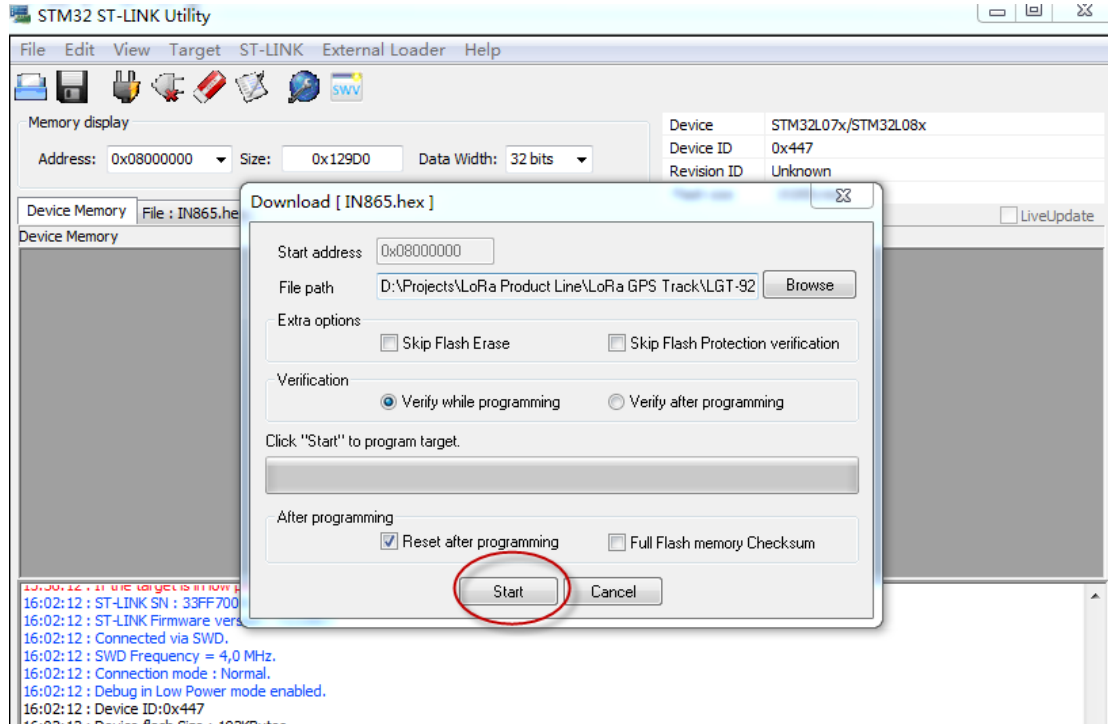 STM32 ST-LINK Utility
File Edit View Target ST-LINK External Loader Help
SWV
Memory display
Address: 0x08000000 Size: 0x129D0 Data Width: 32 bits
Device STM32L07x/STM32L08x
Device ID 0x447
Revision ID Unknown
Device Memory File : IN865.he
LiveUpdate
Device Memory
Download [ IN865.hex ]
Start address 0x08000000
File path D:\Projects\LoRa Product Line\LoRa GPS Track\LGT-92 Browse
Extra options
Skip Flash Erase Skip Flash Protection verification
Verification
Verify while programming Verify after programming
Click "Start" to program target.
After programming
Reset after programming Full Flash memory Checksum
Start Cancel
16:02:12 : ST-LINK SN : 33FF700
16:02:12 : ST-LINK Firmware vers
16:02:12 : Connected via SWD.
16:02:12 : SWD Frequency = 4,0 MHz.
16:02:12 : Connection mode : Normal.
16:02:12 : Debug in Low Power mode enabled.
16:02:12 : Device ID:0x447